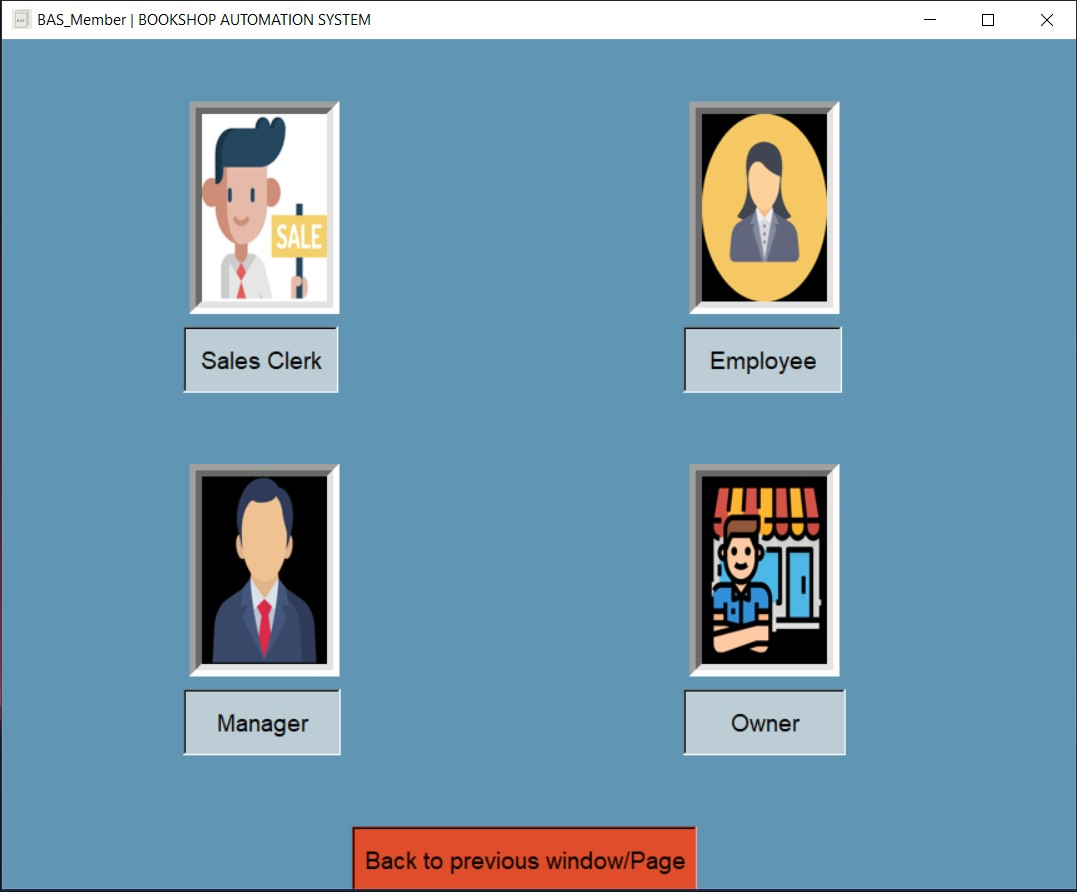 BAS_Member | BOOKSHOP AUTOMATION SYSTEM
SALE
Sales Clerk
Employee
Manager
Owner
Back to previous window/Page